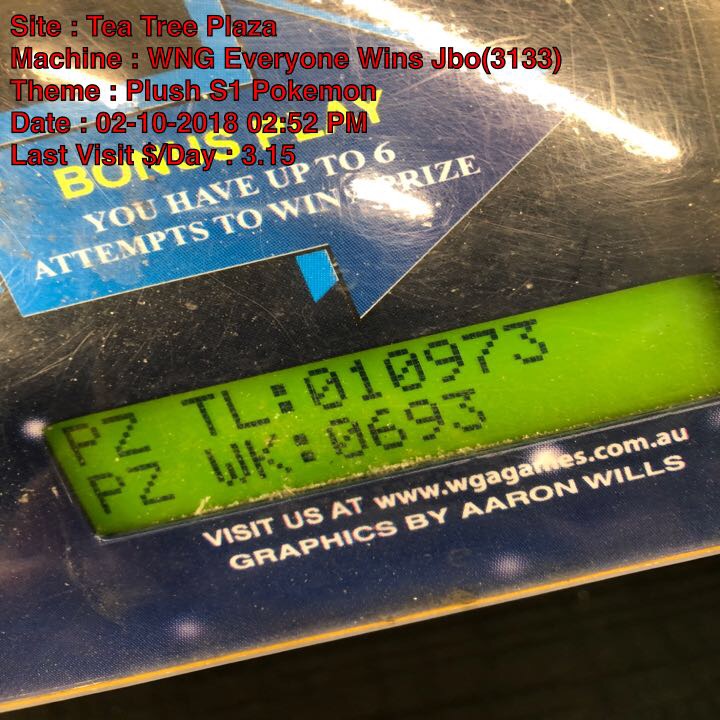 Site : Tea Tree Plaza
Machine : WNG Everyone Wins Jbo(3133)
Theme : Plush S1 Pokemon
Date : 02-10-2018 02:52 PM
Last Visit $/Day : 3.15
BONUS PLAY
YOU HAVE UP TO 6
ATTEMPTS TO WIN A PRIZE
PZ TL:010973
PZ WK:0693
VISIT US AT www.wgagames.com.au
GRAPHICS BY AARON WILLS